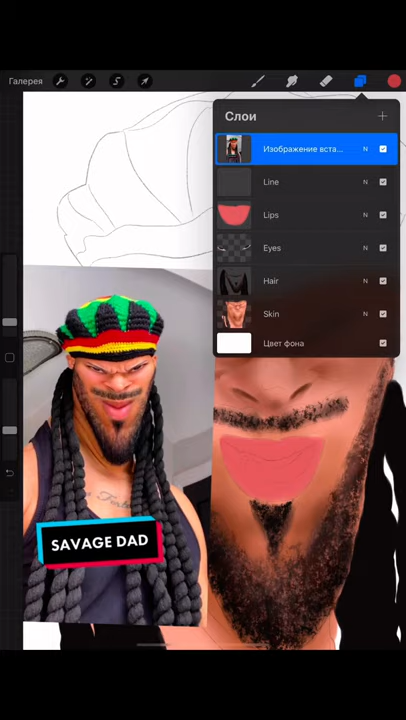 Галерея
Слои
Изображение вста... N
Line N
Lips N
Eyes N
Hair N
Skin N
Цвет фона
SAVAGE DAD